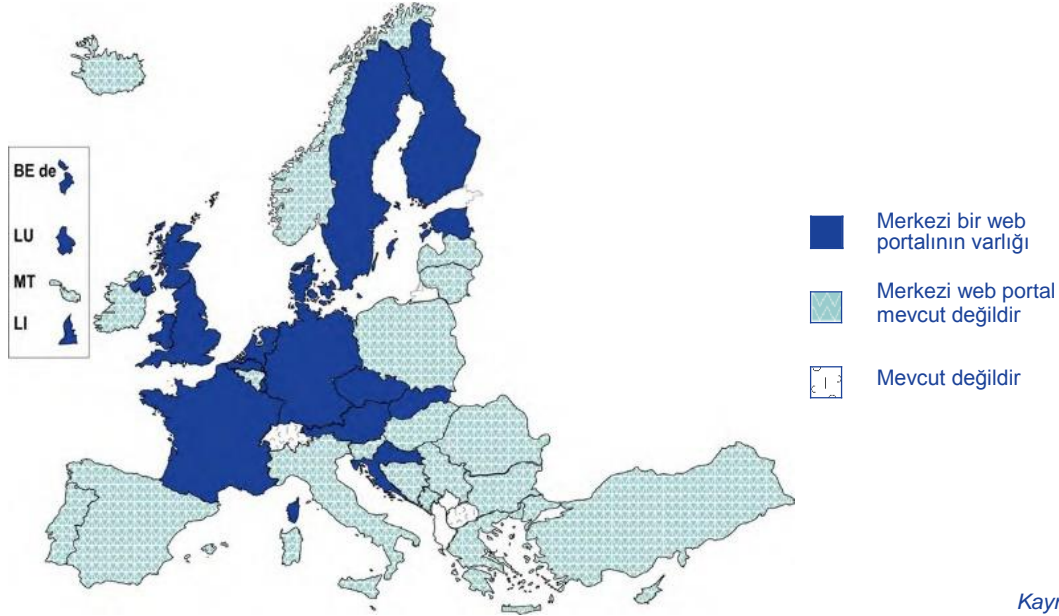 BE de
LU
MT
LI
Merkezi bir web
portalının varlığı
Merkezi web portal
mevcut değildir
Mevcut değildir
Kayı